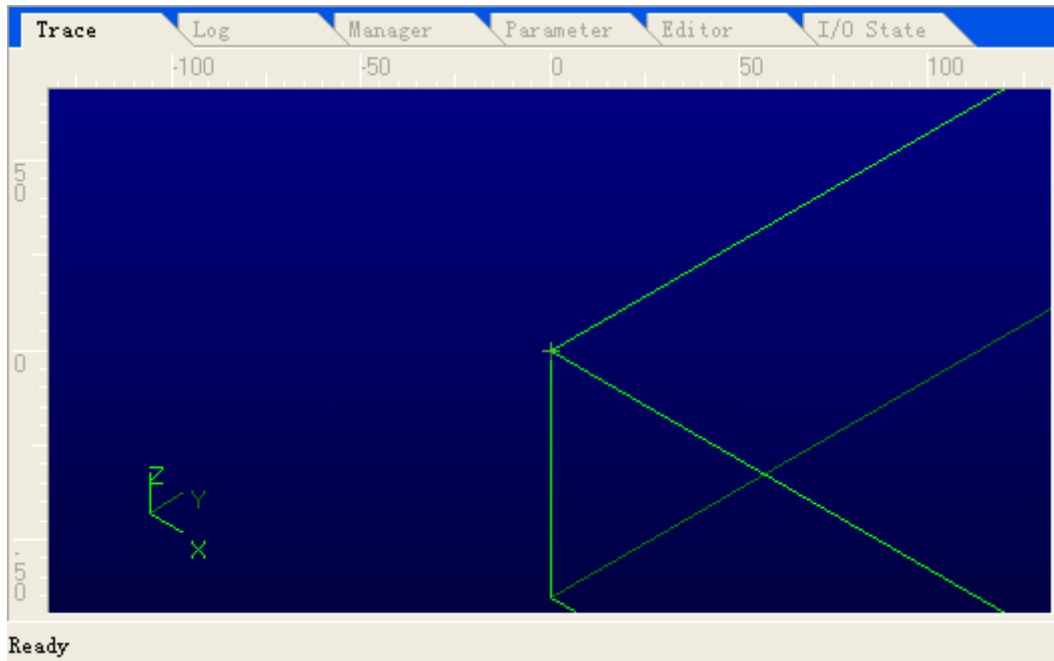 Trace Log Manager Parameter Editor I/O State
-100 -50 0 50 100
50
0
-50
Z
Y
X
Ready